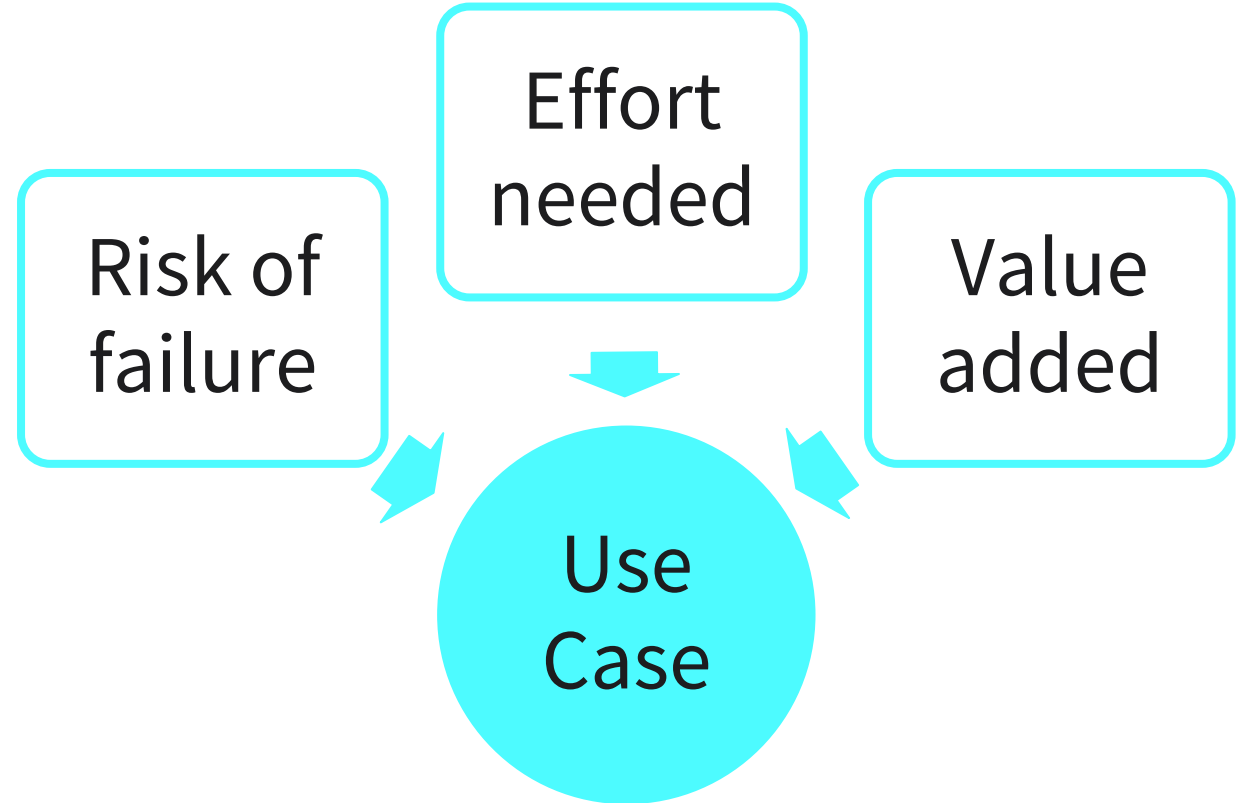 Effort
needed
Risk of
failure
Value
added
Use
Case